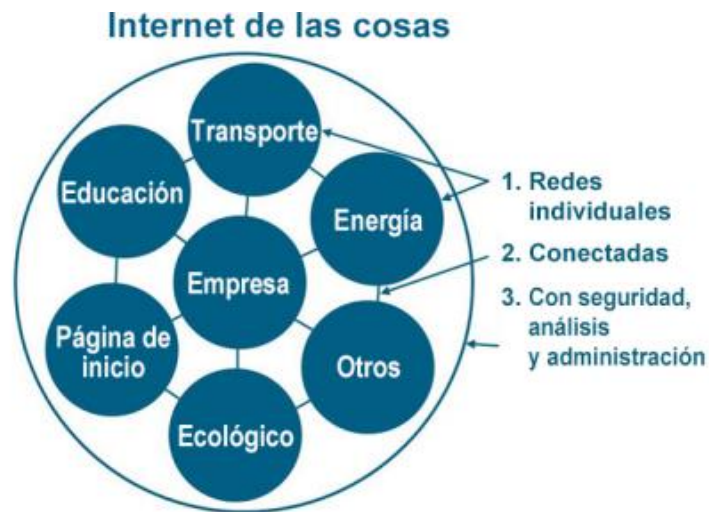 Internet de las cosas
Transporte
Educación
Energía
Empresa
Página de
inicio
Otros
Ecológico
1. Redes
individuales
2. Conectadas
3. Con seguridad,
análisis
y administración